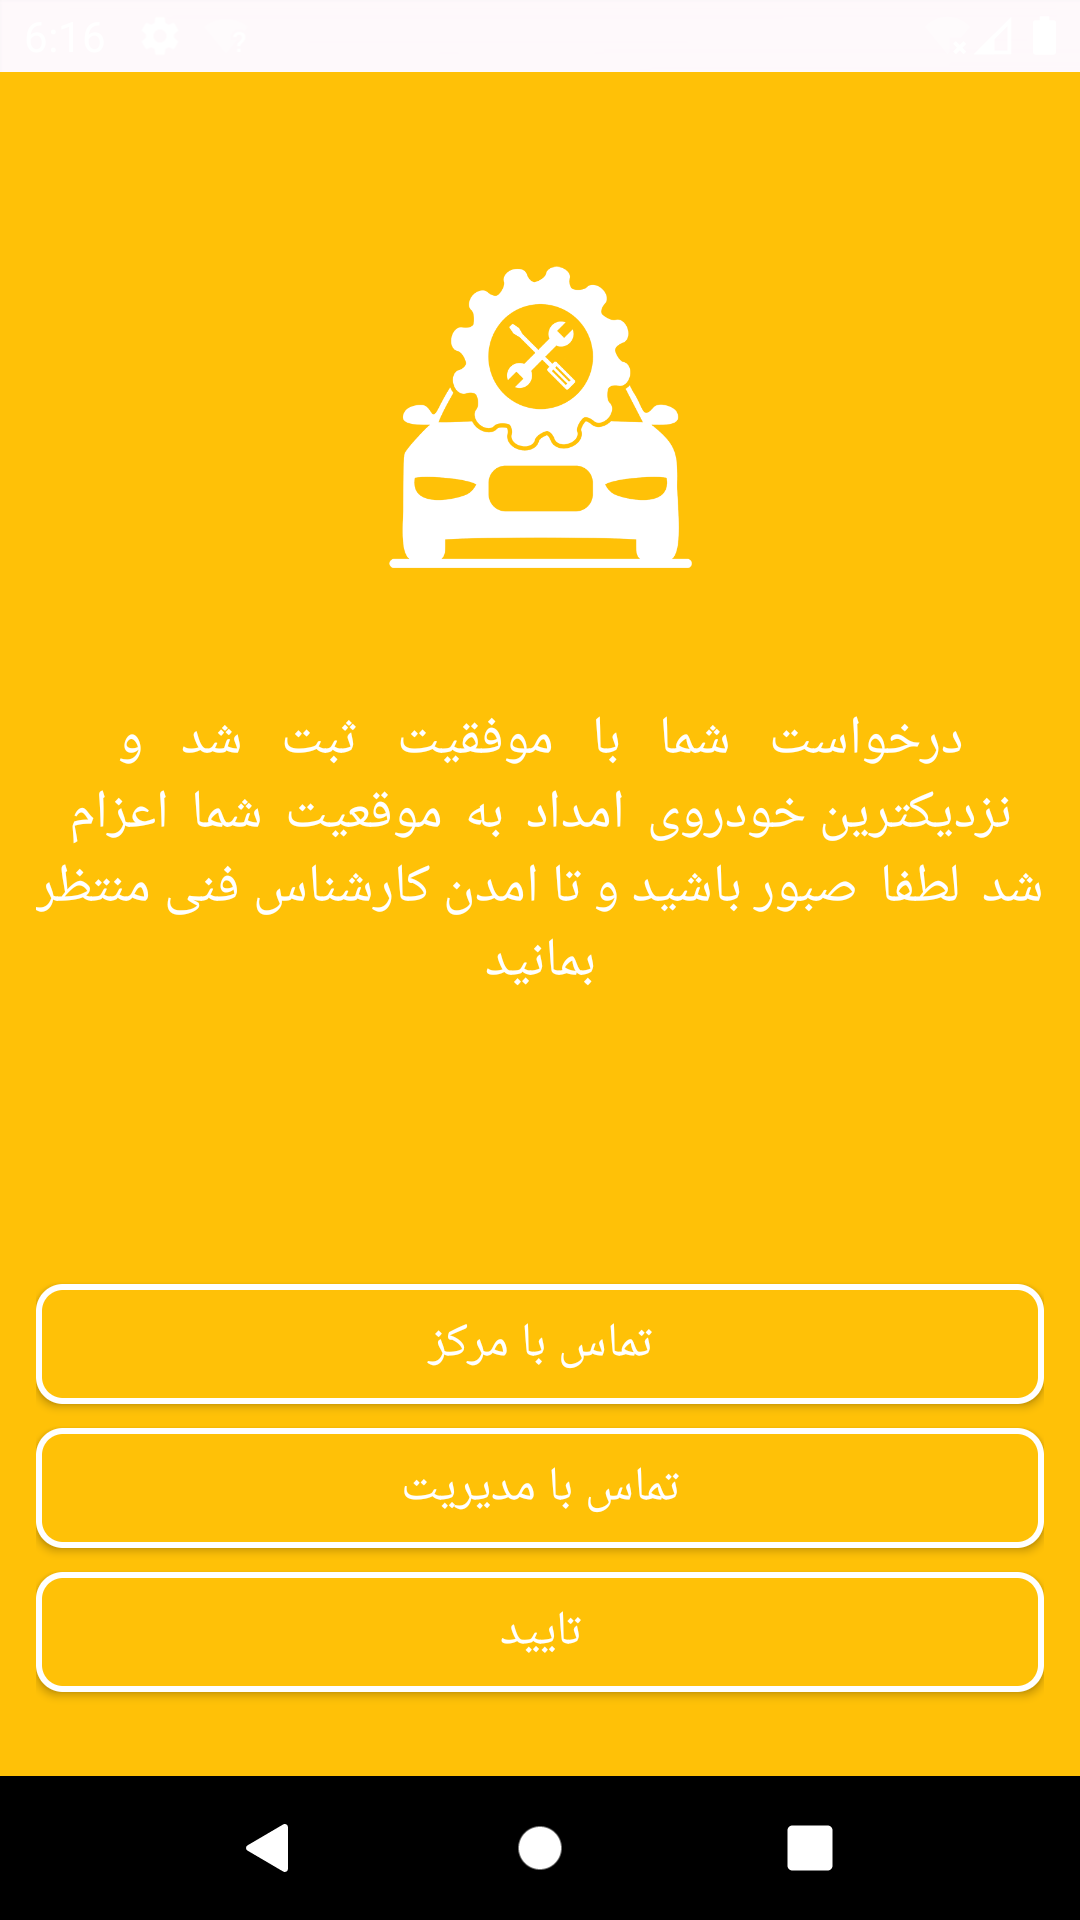 6:16
درخواست شما با موفقیت ثبت شد و
نزدیکترین خودروی امداد به موقعیت شما اعزام
شد لطفا صبور باشید و تا امدن کارشناس فنی منتظر
بمانید
تماس با مرکز
تماس با مدیریت
تایید